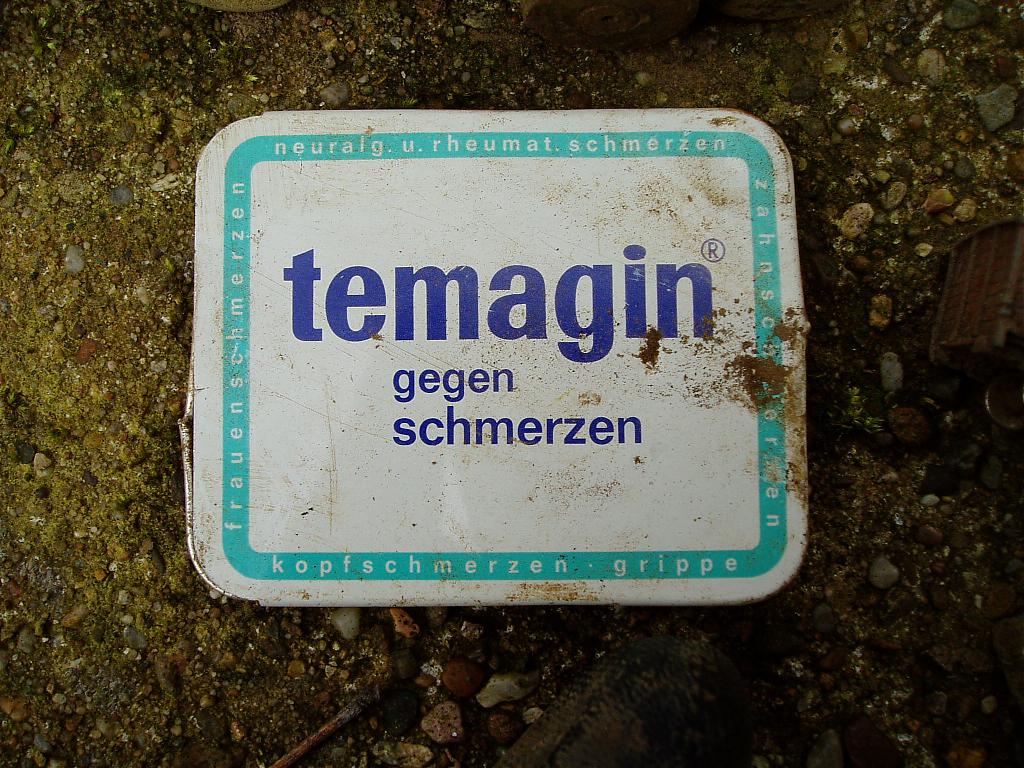 neuralg. u. rheumat. schmerzen
temagin®
gegen
schmerzen
frauenschmerzen
zahnschmerzen
kopfschmerzen · grippe